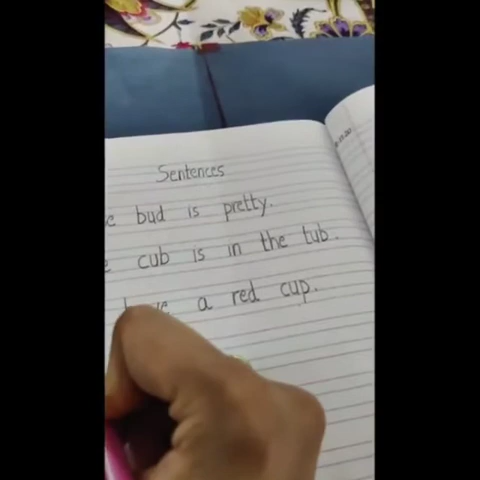 Sentences
e bud is pretty.
e cub is in the tub.
a red cup.